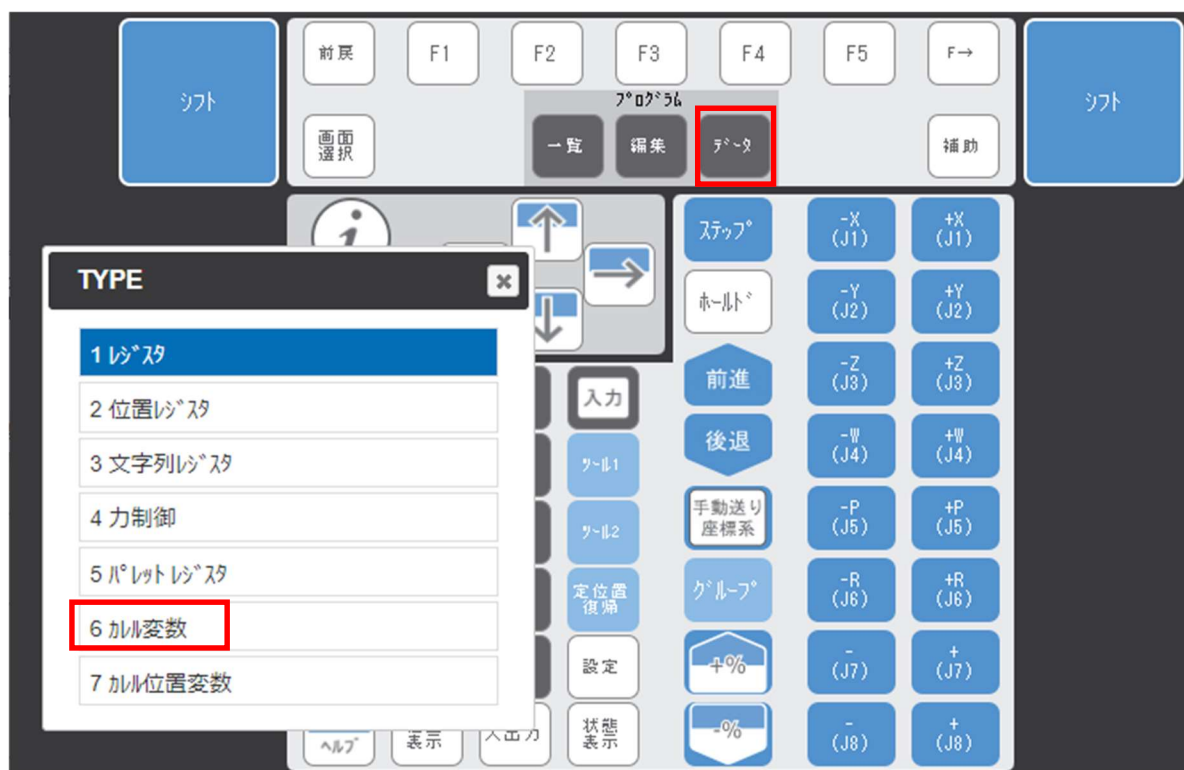 シフト
前戻
F1
F2
F3
F4
F5
F→
シフト
プログラム
画面
選択
一覧
編集
データ
補助
i
ステップ
-X
(J1)
+X
(J1)
TYPE
ホールド
-Y
(J2)
+Y
(J2)
1 レジスタ
2 位置レジスタ
3 文字列レジスタ
4 力制御
5 パレット レジスタ
6 カレル変数
7 カレル位置変数
入力
前進
-Z
(J3)
+Z
(J3)
ツール1
後退
-W
(J4)
+W
(J4)
ツール2
手動送り
座標系
-P
(J5)
+P
(J5)
定位置
復帰
グループ
-R
(J6)
+R
(J6)
設定
+%
-
(J7)
+
(J7)
ヘルプ
表示
入出力
状態
表示
-%
-
(J8)
+
(J8)